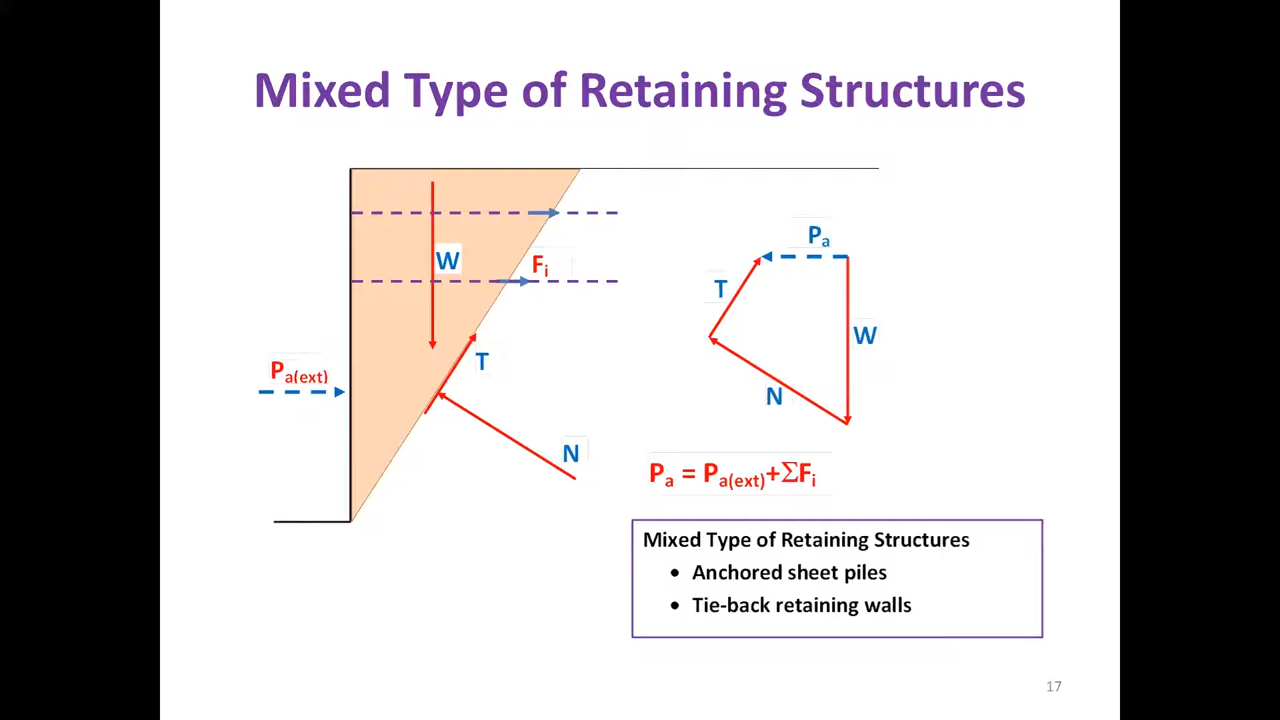 Mixed Type of Retaining Structures
W
Fi
T
Pa(ext)
N
Pa
T
W
N
Pa = Pa(ext)+ΣFi
Mixed Type of Retaining Structures
• Anchored sheet piles
• Tie-back retaining walls
17